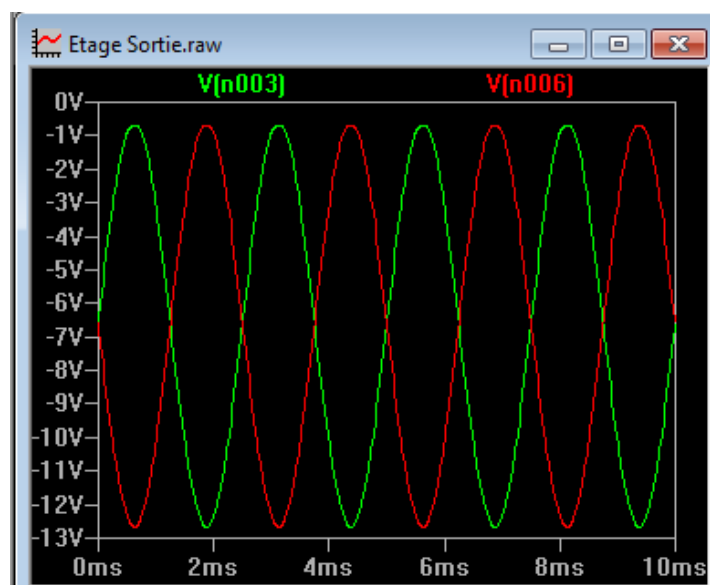 Etage Sortie.raw
V(n003) V(n006)
0V
-1V
-2V
-3V
-4V
-5V
-6V
-7V
-8V
-9V
-10V
-11V
-12V
-13V
0ms 2ms 4ms 6ms 8ms 10ms